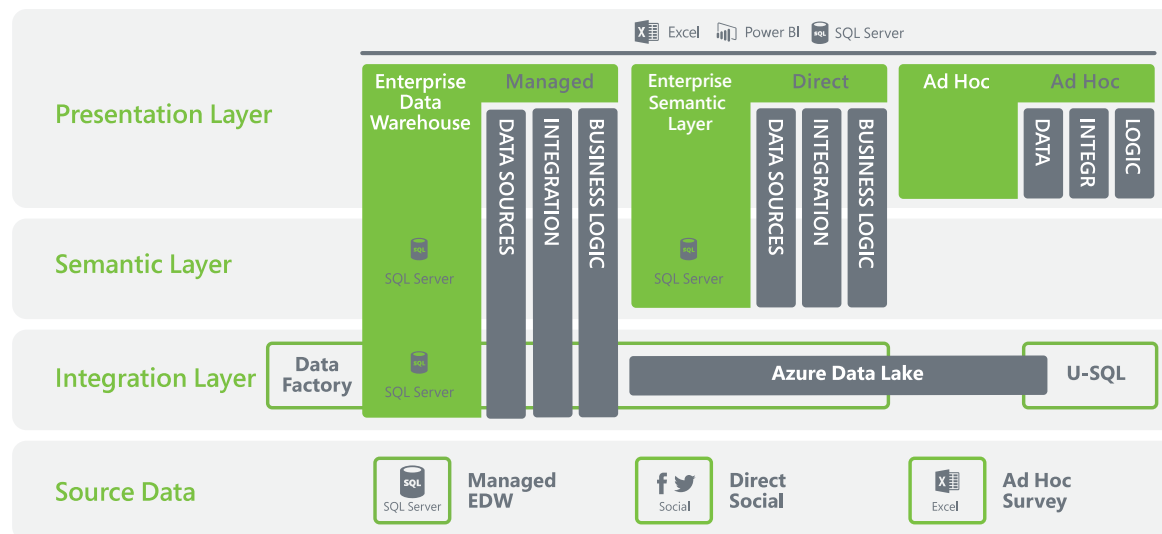 Excel Power BI SQL Server
Presentation Layer
Enterprise
Data
Warehouse
Managed
DATA SOURCES
INTEGRATION
BUSINESS LOGIC
Enterprise
Semantic
Layer
Direct
DATA SOURCES
INTEGRATION
BUSINESS LOGIC
Ad Hoc
Ad Hoc
DATA
INTEGR
LOGIC
Semantic Layer
SQL
SQL Server
SQL
SQL Server
Integration Layer
Data
Factory
SQL
SQL Server
Azure Data Lake
U-SQL
Source Data
SQL
SQL Server
Managed
EDW
Social
Direct
Social
Excel
Ad Hoc
Survey